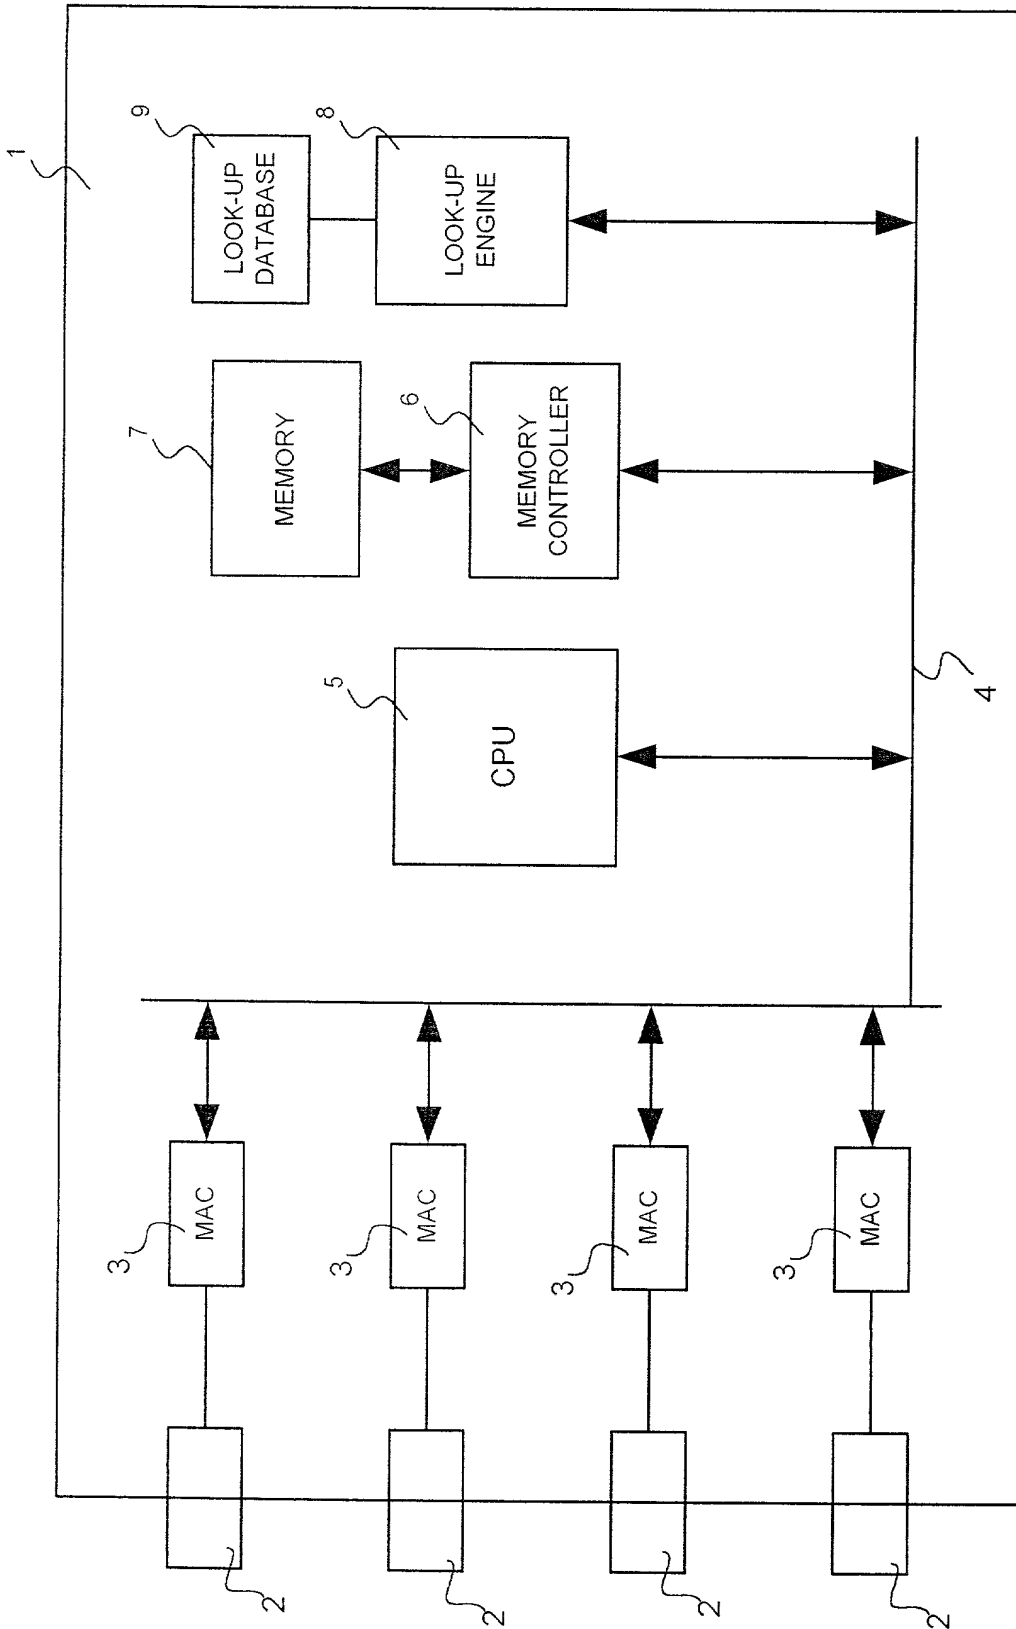 1
9
LOOK-UP
DATABASE
8
LOOK-UP
ENGINE
7
MEMORY
6
MEMORY
CONTROLLER
5
CPU
4
3
MAC
3
MAC
3
MAC
3
MAC
2
2
2
2